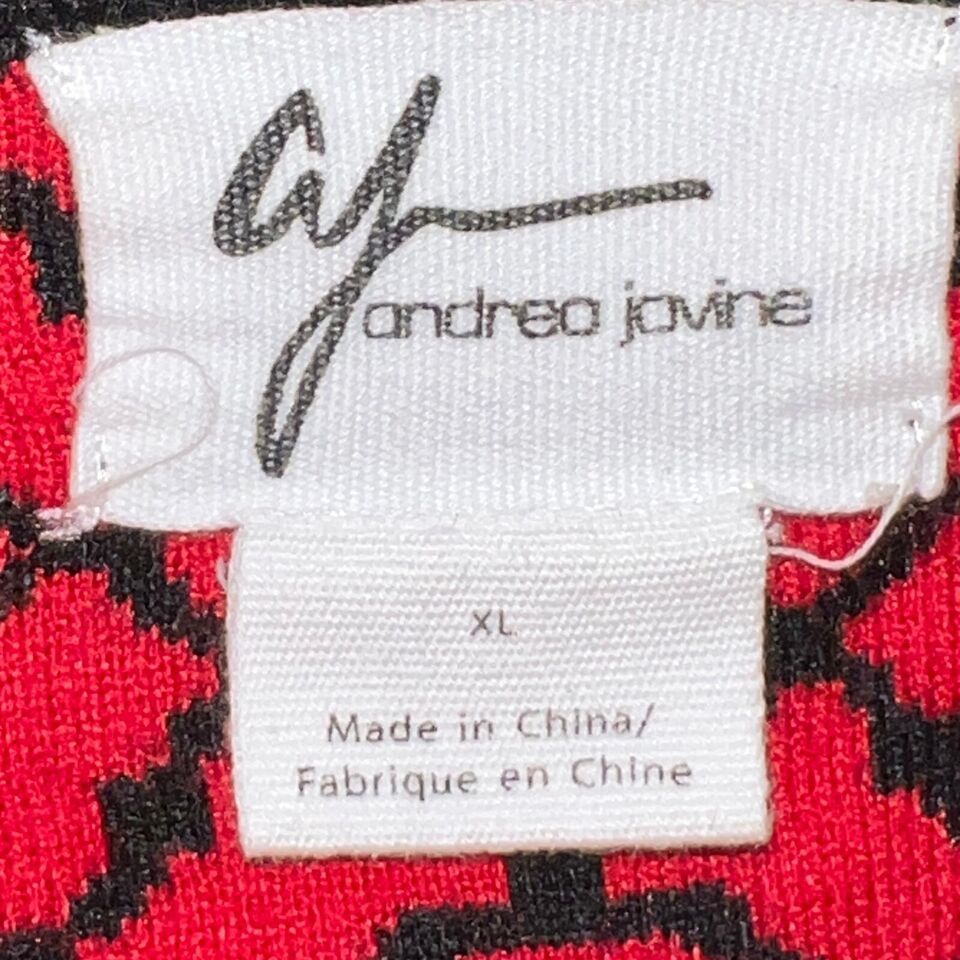 aj
andrea jovine
XL
Made in China/
Fabrique en Chine